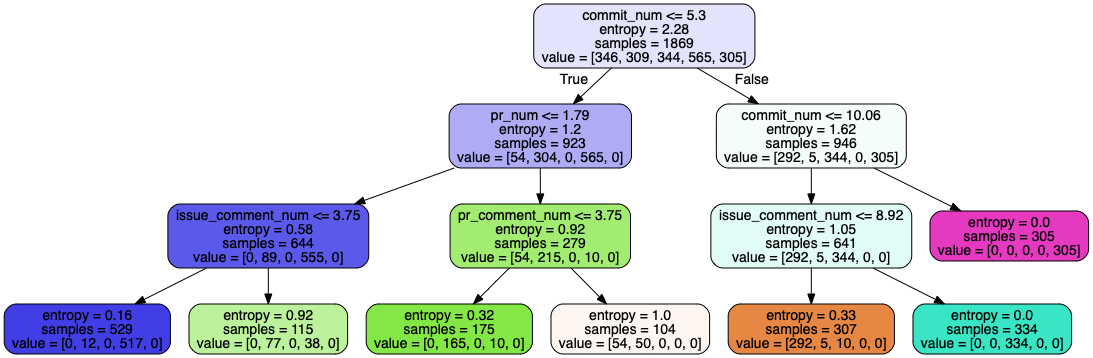 commit_num <= 5.3
entropy = 2.28
samples = 1869
value = [346, 309, 344, 565, 305]
True
False
pr_num <= 1.79
entropy = 1.2
samples = 923
value = [54, 304, 0, 565, 0]
commit_num <= 10.06
entropy = 1.62
samples = 946
value = [292, 5, 344, 0, 305]
issue_comment_num <= 3.75
entropy = 0.58
samples = 644
value = [0, 89, 0, 555, 0]
pr_comment_num <= 3.75
entropy = 0.92
samples = 279
value = [54, 215, 0, 10, 0]
issue_comment_num <= 8.92
entropy = 1.05
samples = 641
value = [292, 5, 344, 0, 0]
entropy = 0.0
samples = 305
value = [0, 0, 0, 0, 305]
entropy = 0.16
samples = 529
value = [0, 12, 0, 517, 0]
entropy = 0.92
samples = 115
value = [0, 77, 0, 38, 0]
entropy = 0.32
samples = 175
value = [0, 165, 0, 10, 0]
entropy = 1.0
samples = 104
value = [54, 50, 0, 0, 0]
entropy = 0.33
samples = 307
value = [292, 5, 10, 0, 0]
entropy = 0.0
samples = 334
value = [0, 0, 334, 0, 0]